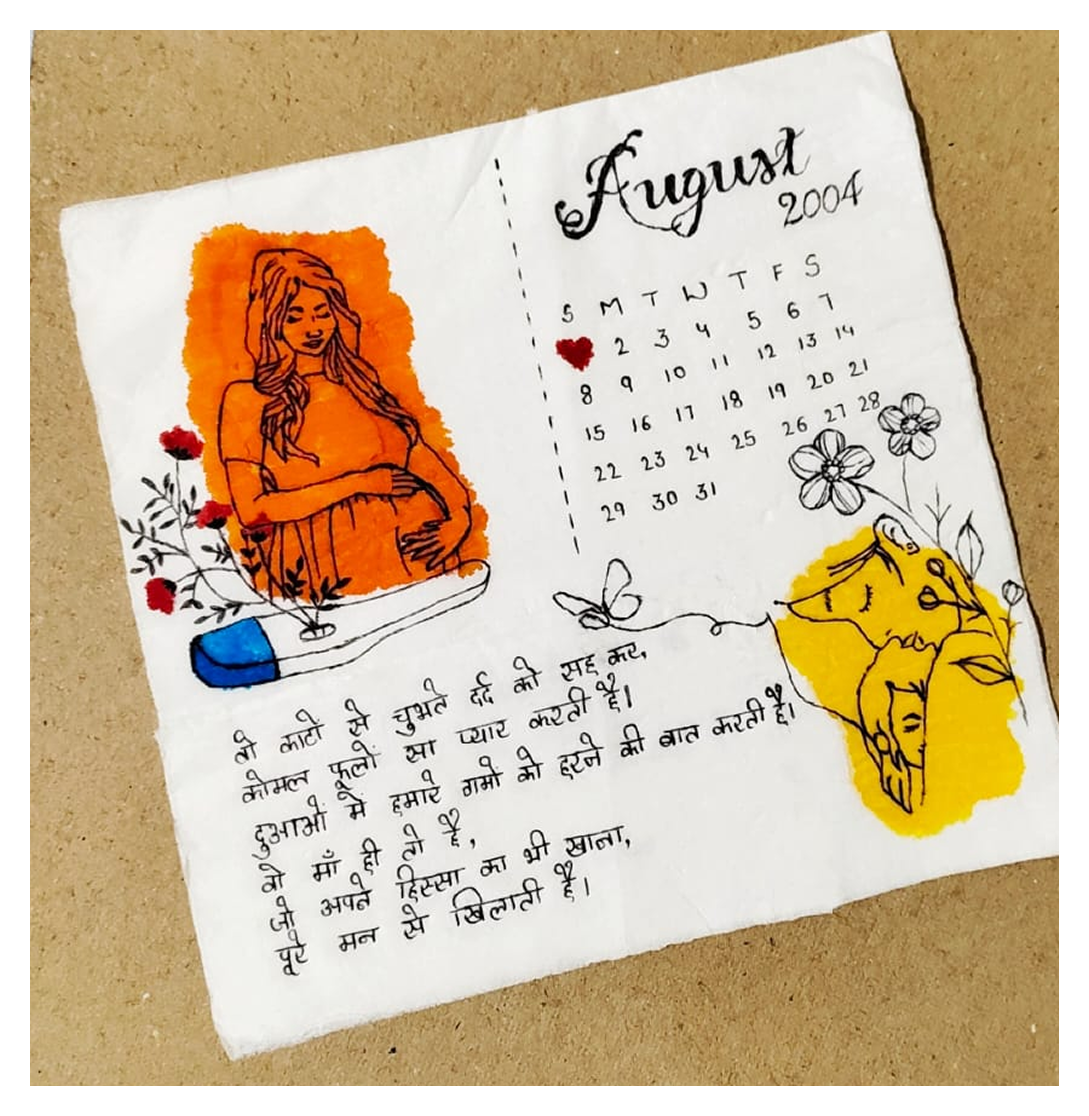 August
2004
S M T W T F S
2 3 4 5 6 7
8 9 10 11 12 13 14
15 16 17 18 19 20 21
22 23 24 25 26 27 28
29 30 31
वो काटो से चुभते दर्द को सह कर,
कोमल फूलों सा प्यार करती है।
दुआओं में हमारे गमों को हरने की बात करती है।
वो माँ ही तो है,
जो अपने हिस्सा का भी खाना,
पूरे मन से खिलाती है।